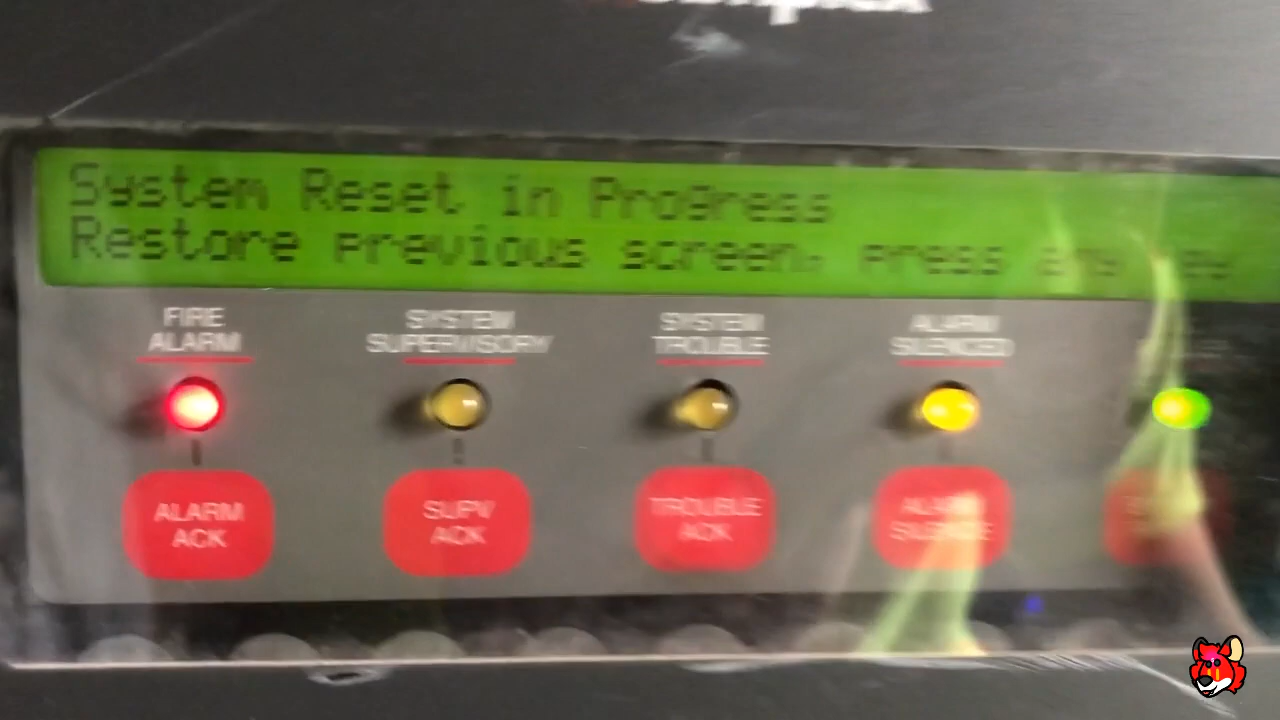 System Reset in Progress
Restore previous screen, press any key
FIRE
ALARM
SYSTEM
SUPERVISORY
SYSTEM
TROUBLE
ALARM
SILENCED
ALARM
ACK
SUPV
ACK
TROUBLE
ACK
ALARM
SILENCE